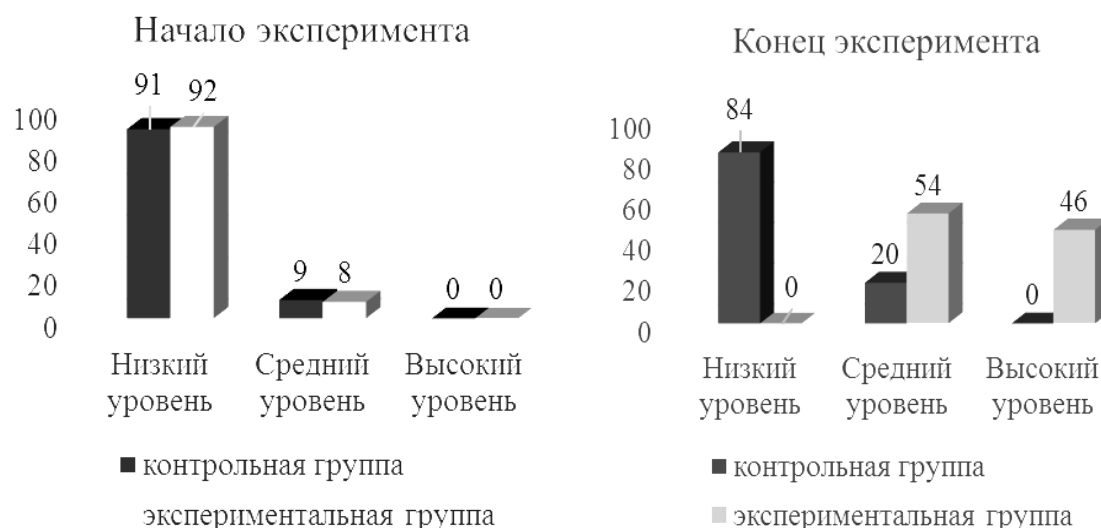 Начало эксперимента
91 92
100
80
60
40
20
0
9 8
0 0
Низкий уровень
Средний уровень
Высокий уровень
контрольная группа
экспериментальная группа
Конец эксперимента
84
100
80
60
40
20
0
0
20
54
0
46
Низкий уровень
Средний уровень
Высокий уровень
контрольная группа
экспериментальная группа